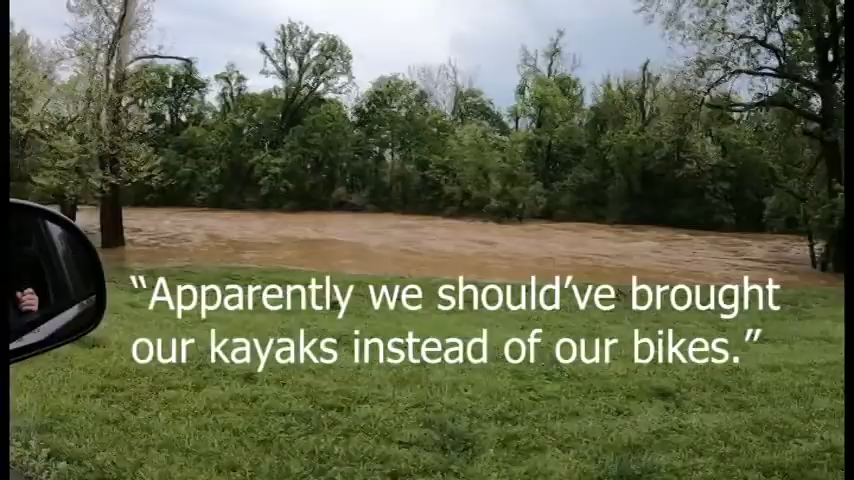 “Apparently we should’ve brought
our kayaks instead of our bikes.”